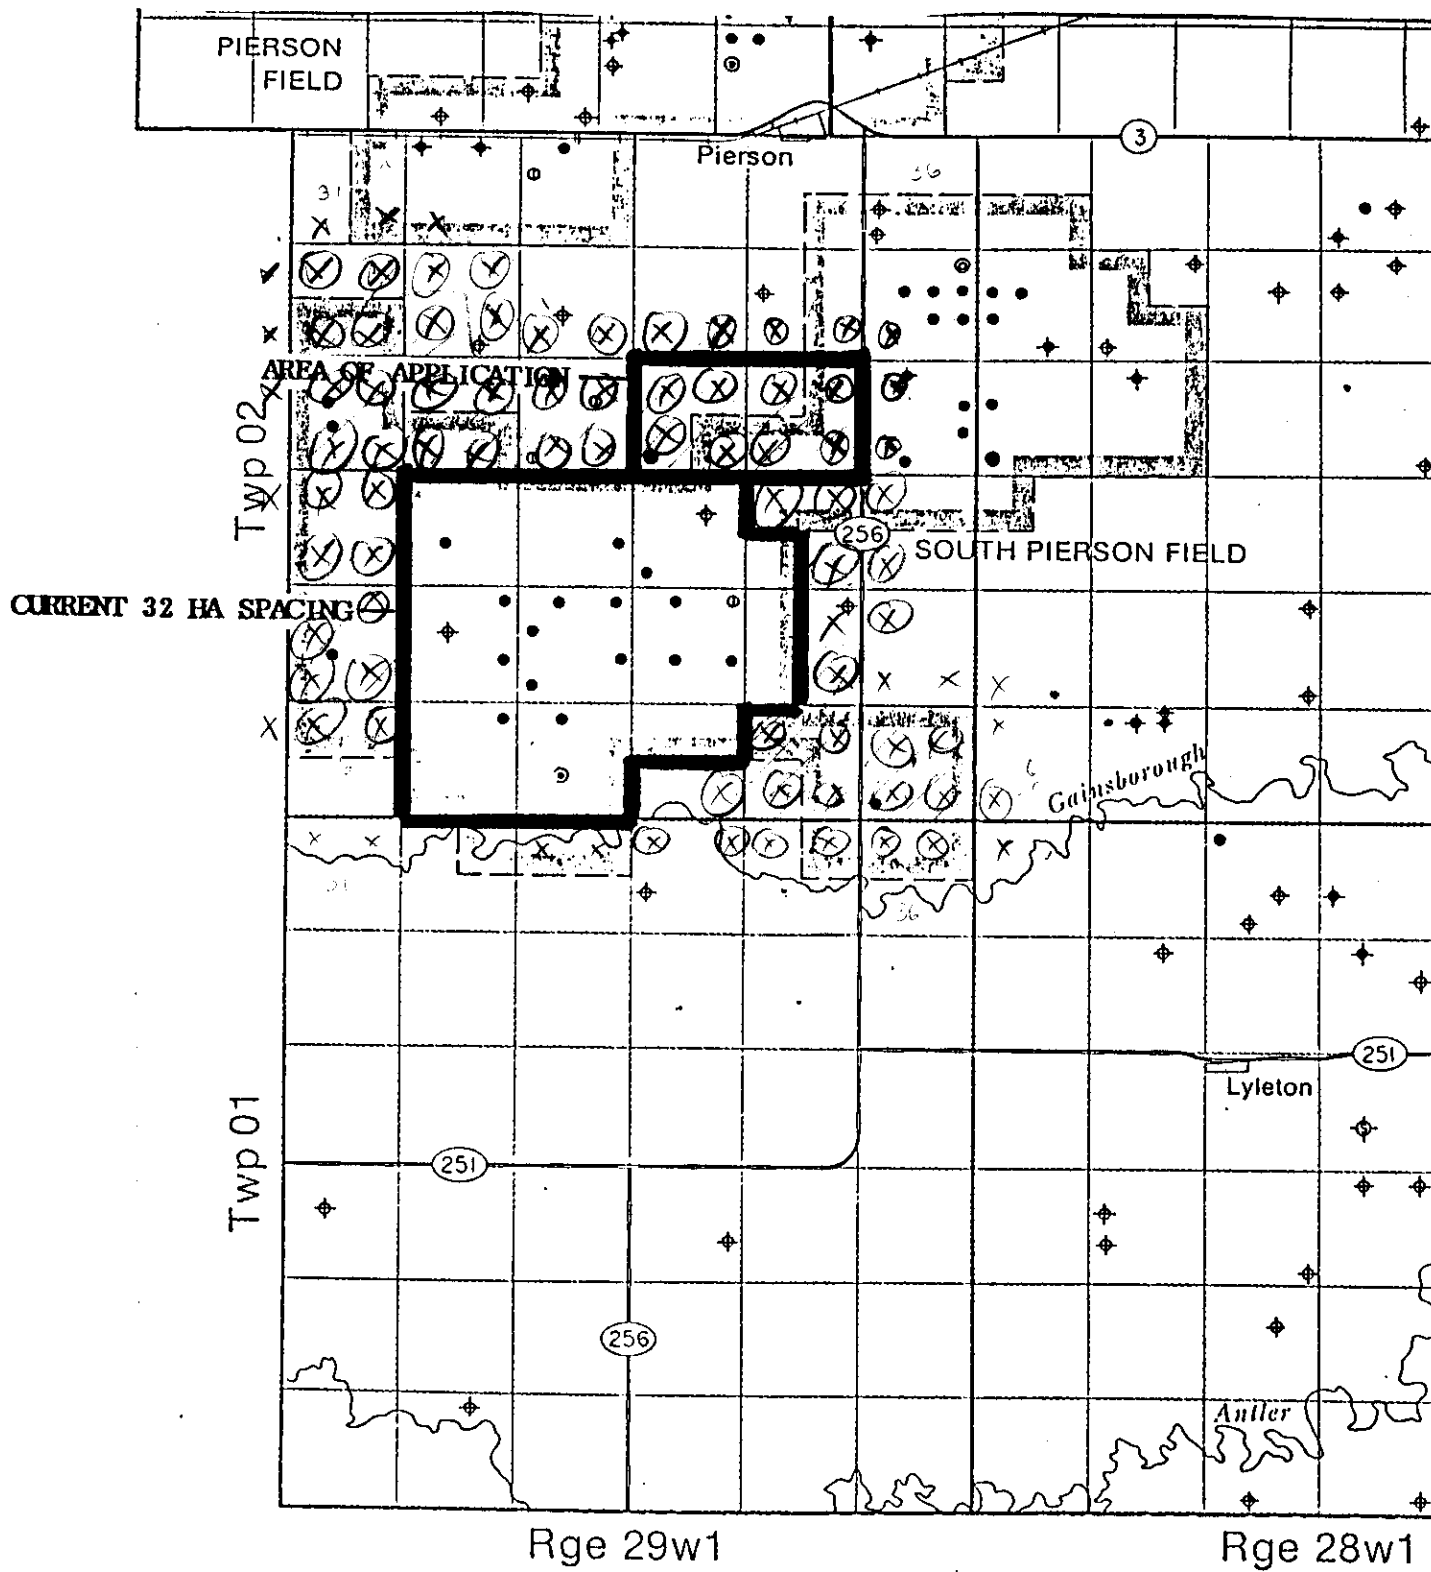 PIERSON
FIELD
Pierson
3
36
31
AREA OF APPLICATION
Twp 02
256
SOUTH PIERSON FIELD
CURRENT 32 HA SPACING
6
Gainsborough
36
251
Lyleton
Twp 01
251
256
Antler
Rge 29w1
Rge 28w1